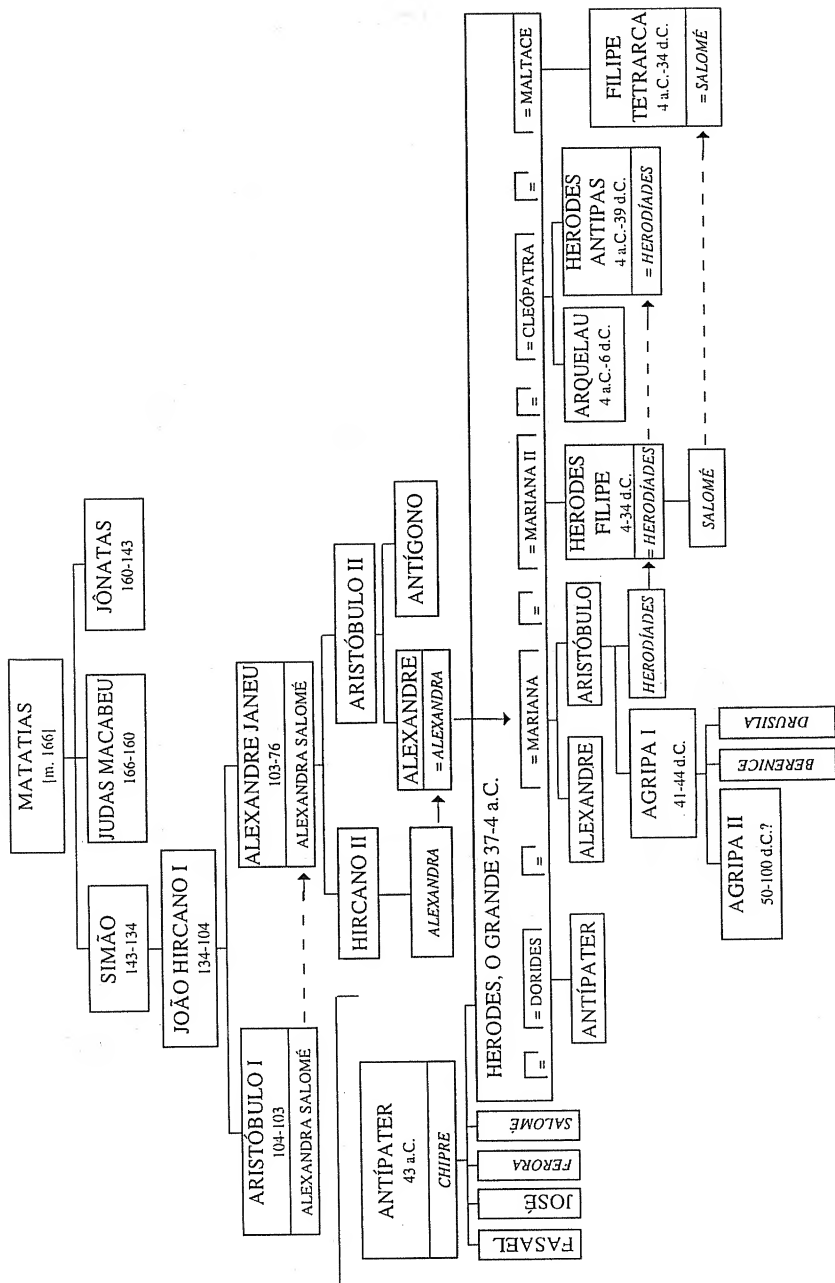 MATATIAS
[m. 166]
SIMÃO
143-134
JUDAS MACABEU
166-160
JÔNATAS
160-143
JOÃO HIRCANO I
134-104
ARISTÓBULO I
104-103
ALEXANDRA SALOMÉ
ALEXANDRE JANEU
103-76
ALEXANDRA SALOMÉ
HIRCANO II
ARISTÓBULO II
ALEXANDRA
ALEXANDRE
= ALEXANDRA
ANTÍGONO
ANTÍPATER
43 a.C.
CHIPRE
FASAEL
JOSÉ
FERORA
SALOMÉ
HERODES, O GRANDE 37-4 a.C.
=
= DORIDES
=
= MARIANA
=
= MARIANA II
=
= CLEÓPATRA
=
= MALTACE
ANTÍPATER
ALEXANDRE
ARISTÓBULO
HERODES
FILIPE
4-34 d.C.
= HERODÍADES
ARQUELAU
4 a.C.-6 d.C.
HERODES
ANTIPAS
4 a.C.-39 d.C.
= HERODÍADES
FILIPE
TETRARCA
4 a.C.-34 d.C.
= SALOMÉ
AGRIPA I
41-44 d.C.
HERODÍADES
SALOMÉ
AGRIPA II
50-100 d.C.?
BERENICE
DRUSILA